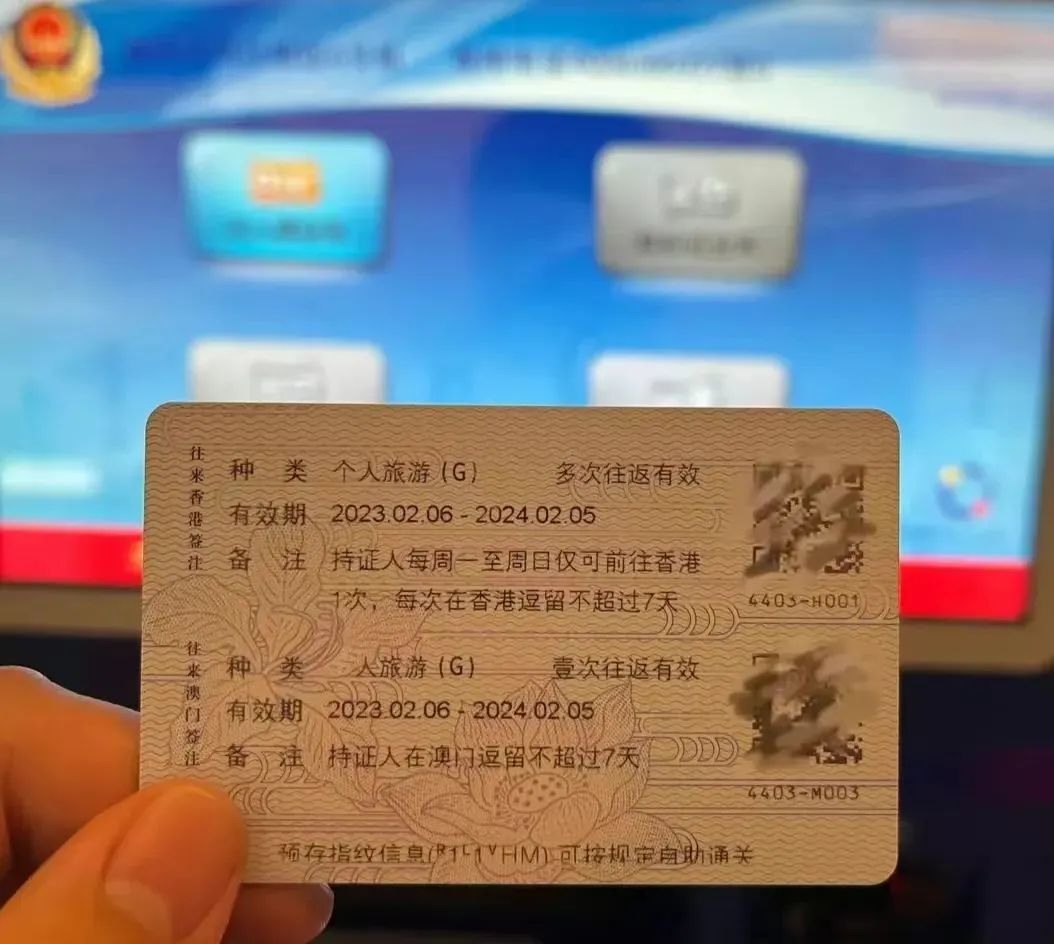 往来香港签注
种 类 个人旅游(G) 多次往返有效
有效期 2023.02.06 - 2024.02.05
备 注 持证人每周一至周日仅可前往香港
1次，每次在香港逗留不超过7天
4403-H001
往来澳门签注
种 类 人旅游(G) 壹次往返有效
有效期 2023.02.06 - 2024.02.05
备 注 持证人在澳门逗留不超过7天
4403-M003
预存指纹信息(R1L1VHM) 可按规定自助通关